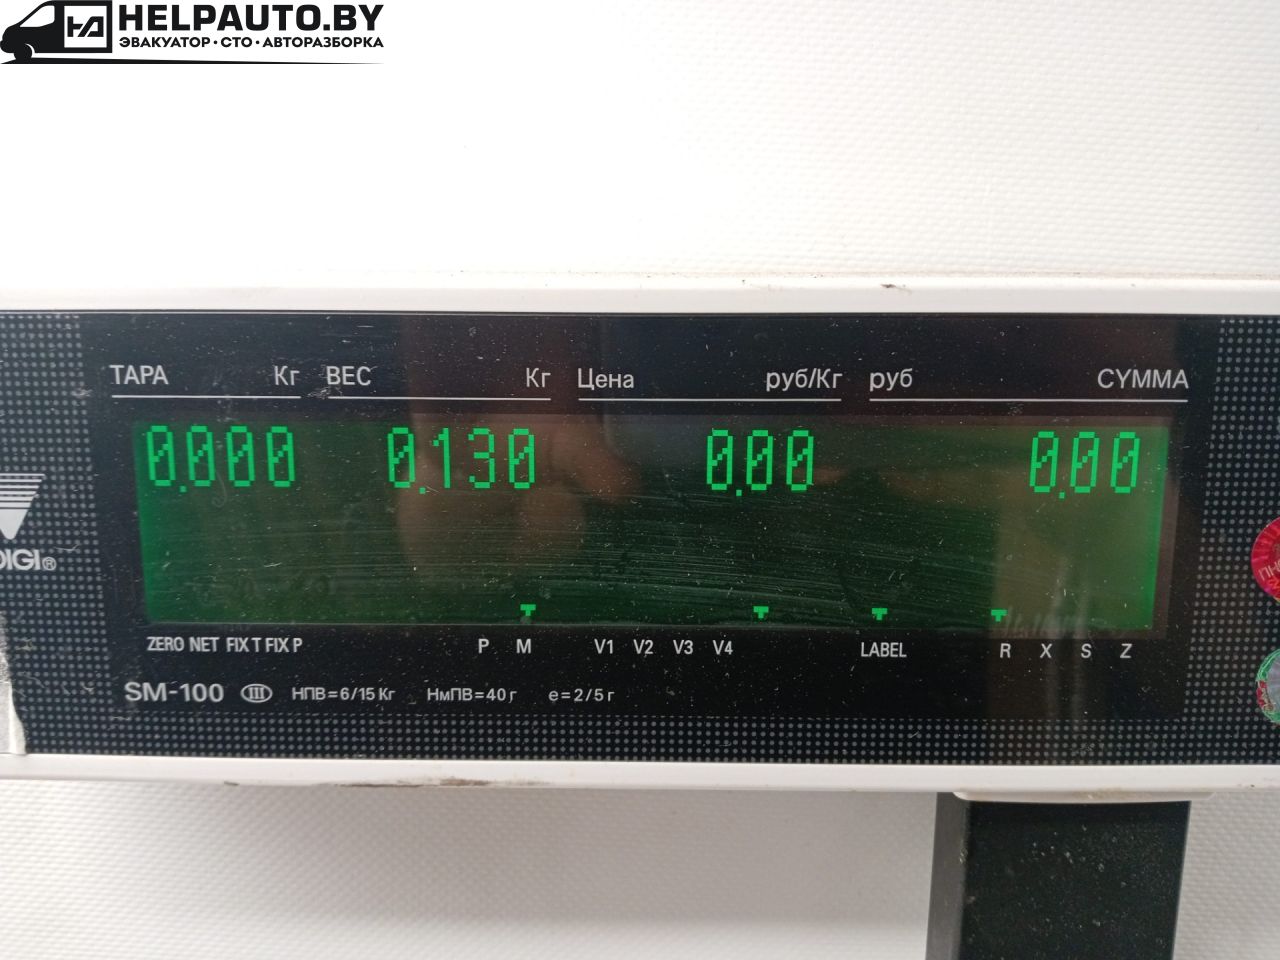 HELPAUTO.BY
ЭВАКУАТОР · СТО · АВТОРАЗБОРКА
ТАРА Кг ВЕС Кг Цена руб/Кг руб СУММА
0.000 0.130 0.00 0.00
DIGI®
ZERO NET FIX T FIX P P M V1 V2 V3 V4 LABEL R X S Z
SM-100 III НПВ=6/15 Кг НмПВ=40 г е=2/5 г